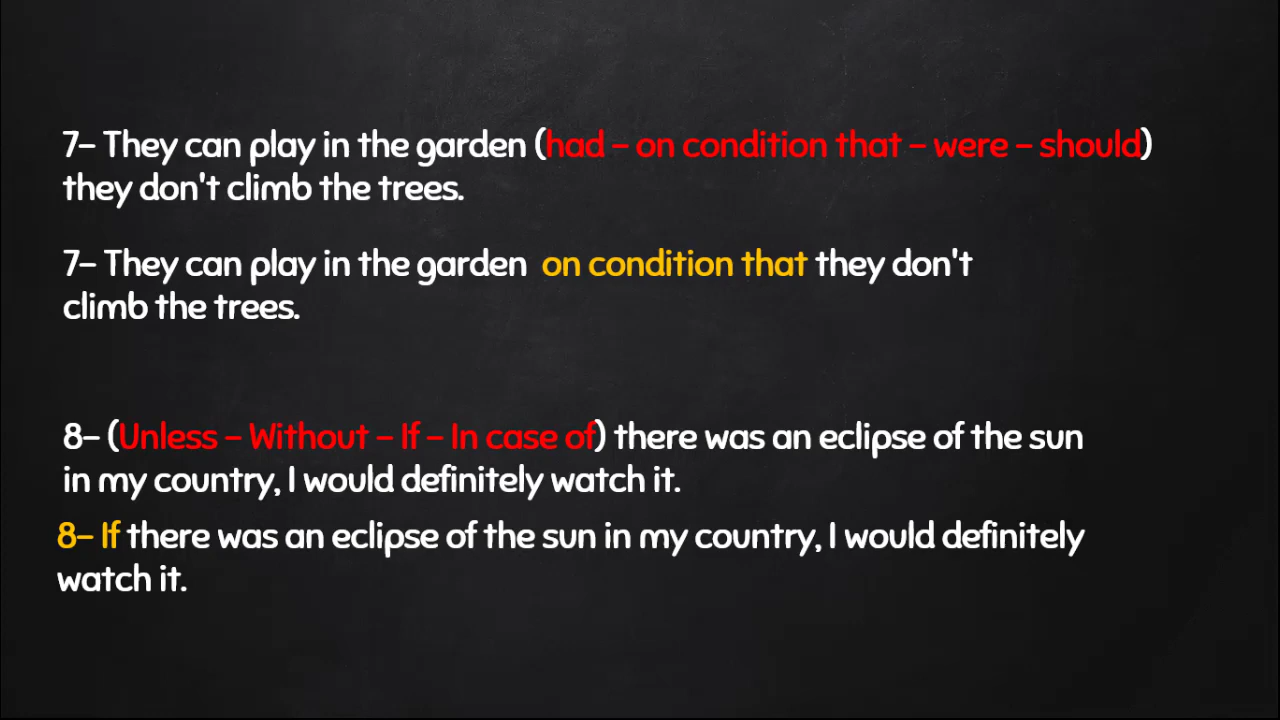 7– They can play in the garden (had – on condition that – were – should)
they don't climb the trees.
7– They can play in the garden on condition that they don't
climb the trees.
8– (Unless – Without – If – In case of) there was an eclipse of the sun
in my country, I would definitely watch it.
8– If there was an eclipse of the sun in my country, I would definitely
watch it.